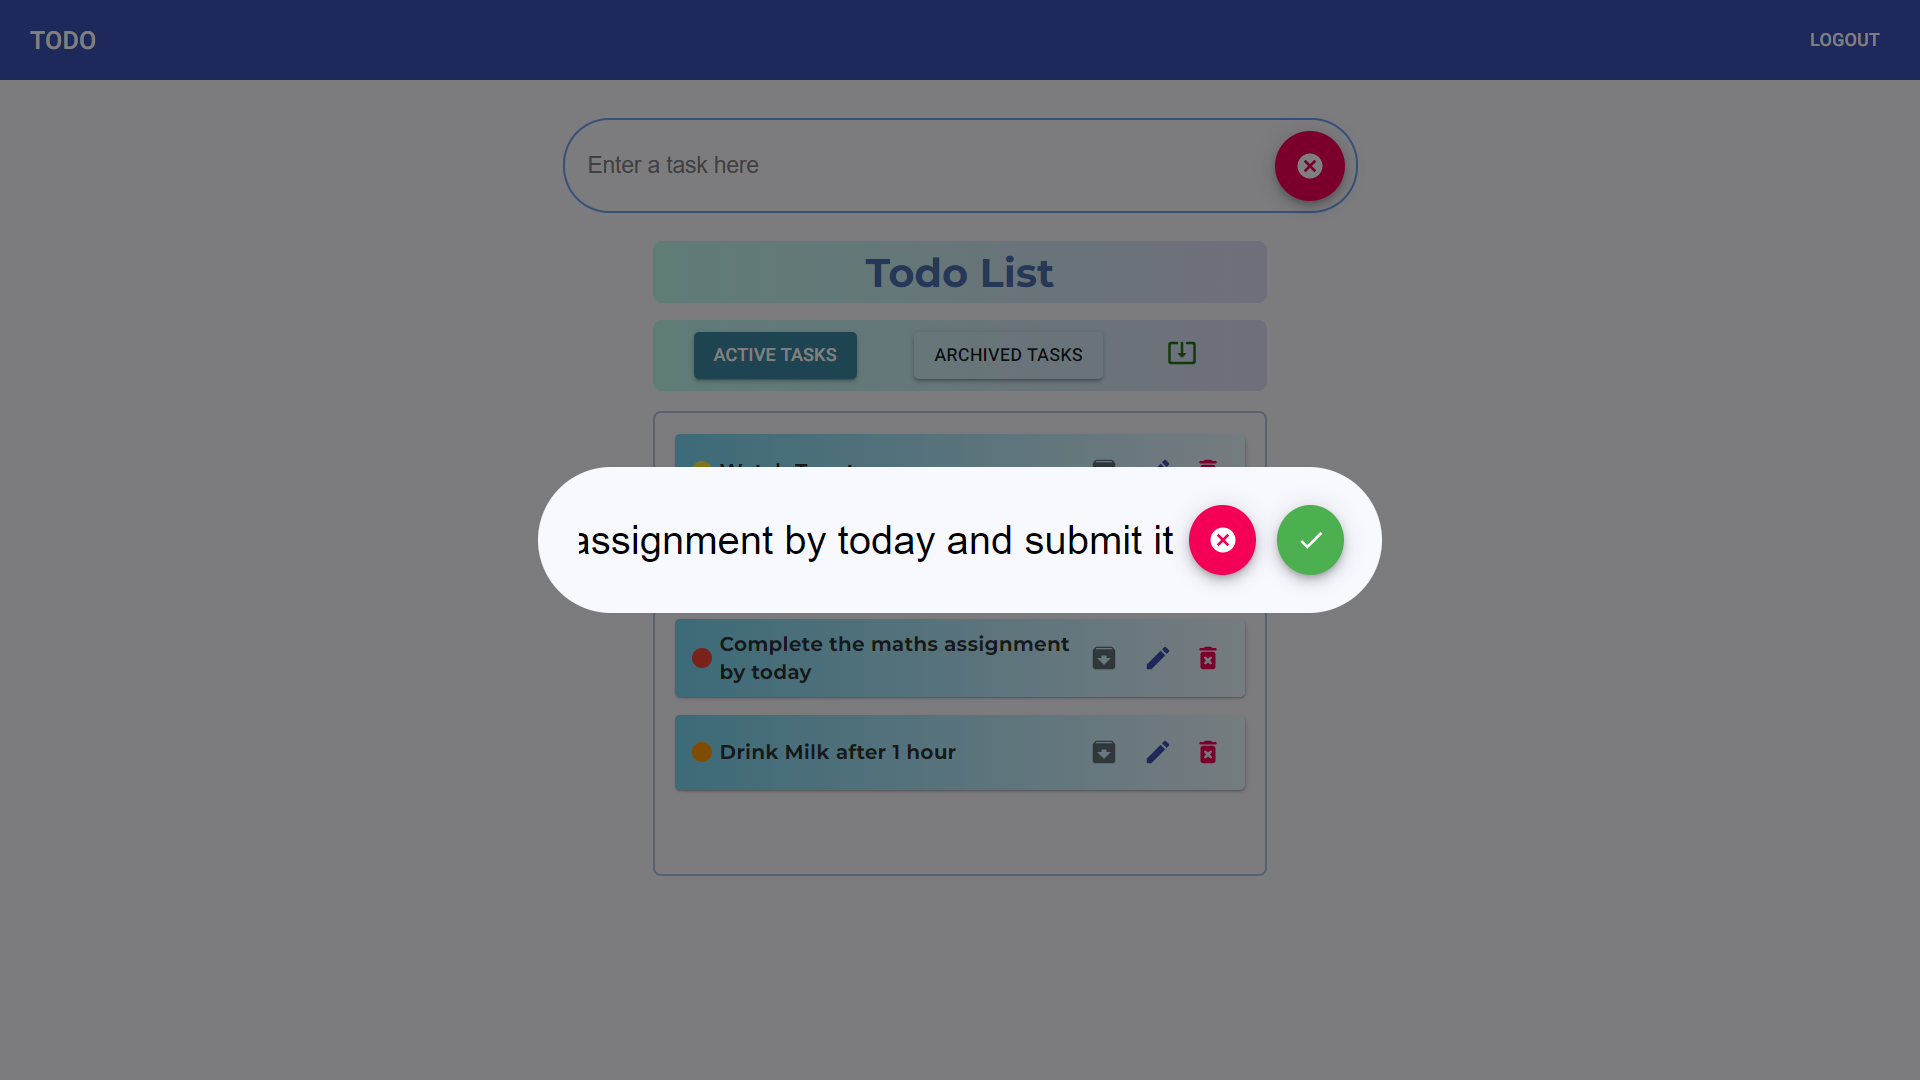 TODO
LOGOUT
Enter a task here
Todo List
ACTIVE TASKS
ARCHIVED TASKS
assignment by today and submit it
Complete the maths assignment
by today
Drink Milk after 1 hour